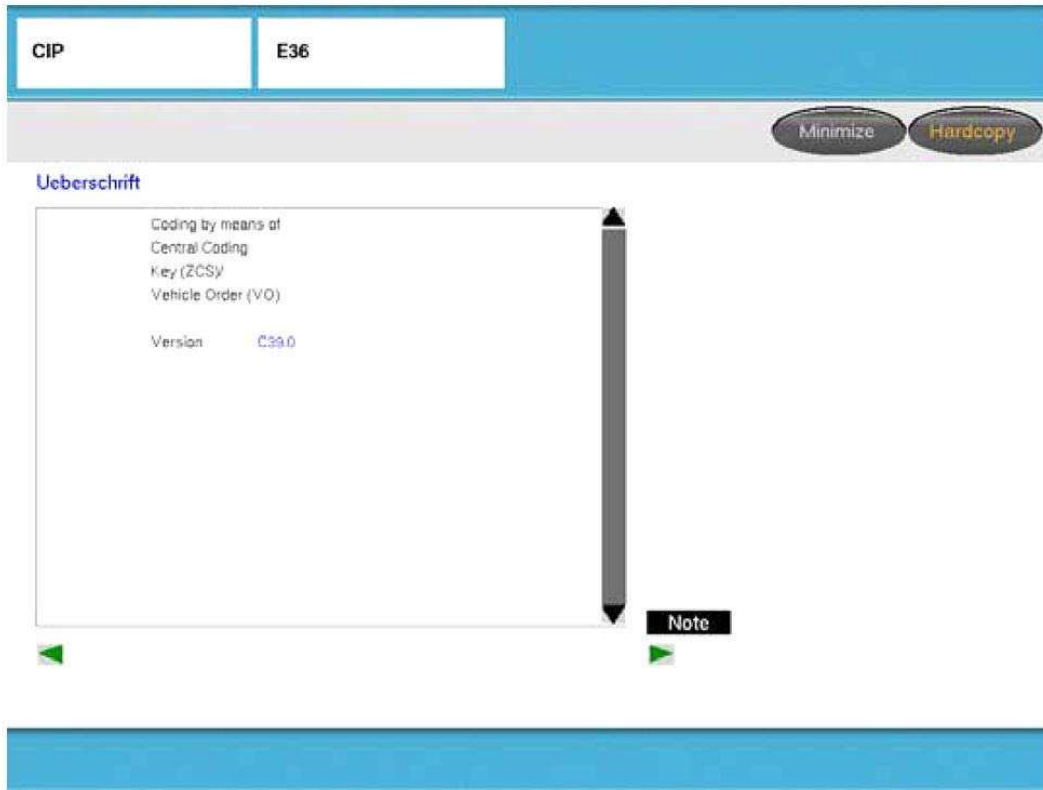 CIP
E36
Minimize
Hardcopy
Ueberschrift
Coding by means of
Central Coding
Key (ZCS)/
Vehicle Order (VO)
Version C39.0
Note